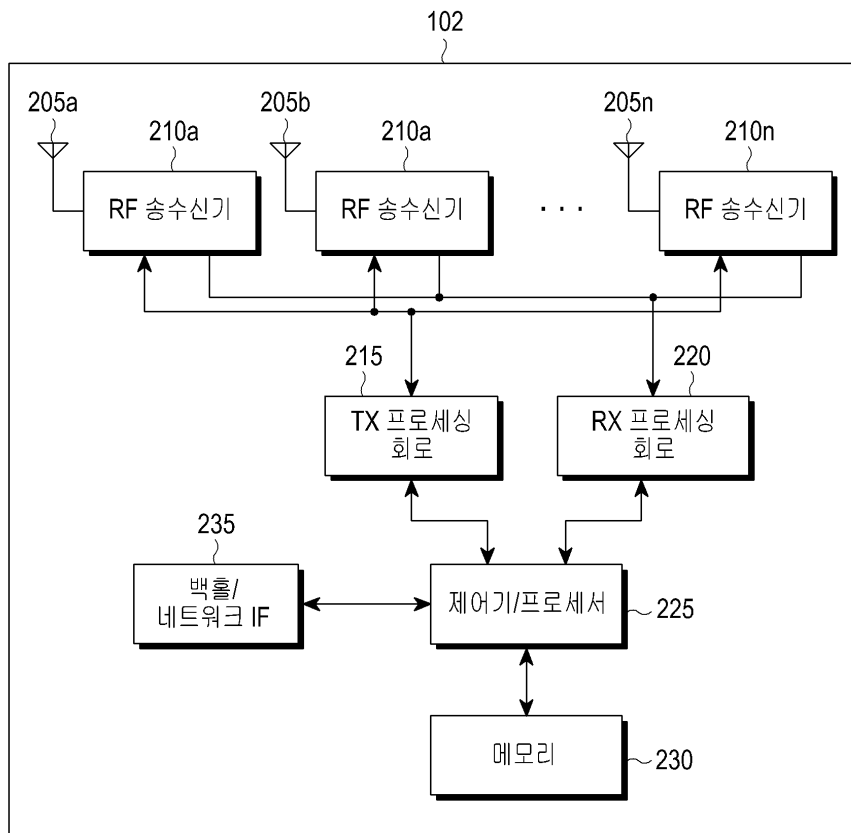 102
205a
210a
205b
210a
205n
210n
RF 송수신기
RF 송수신기
· · ·
RF 송수신기
215
220
TX 프로세싱
회로
RX 프로세싱
회로
235
백홀/
네트워크 IF
제어기/프로세서
225
메모리
230